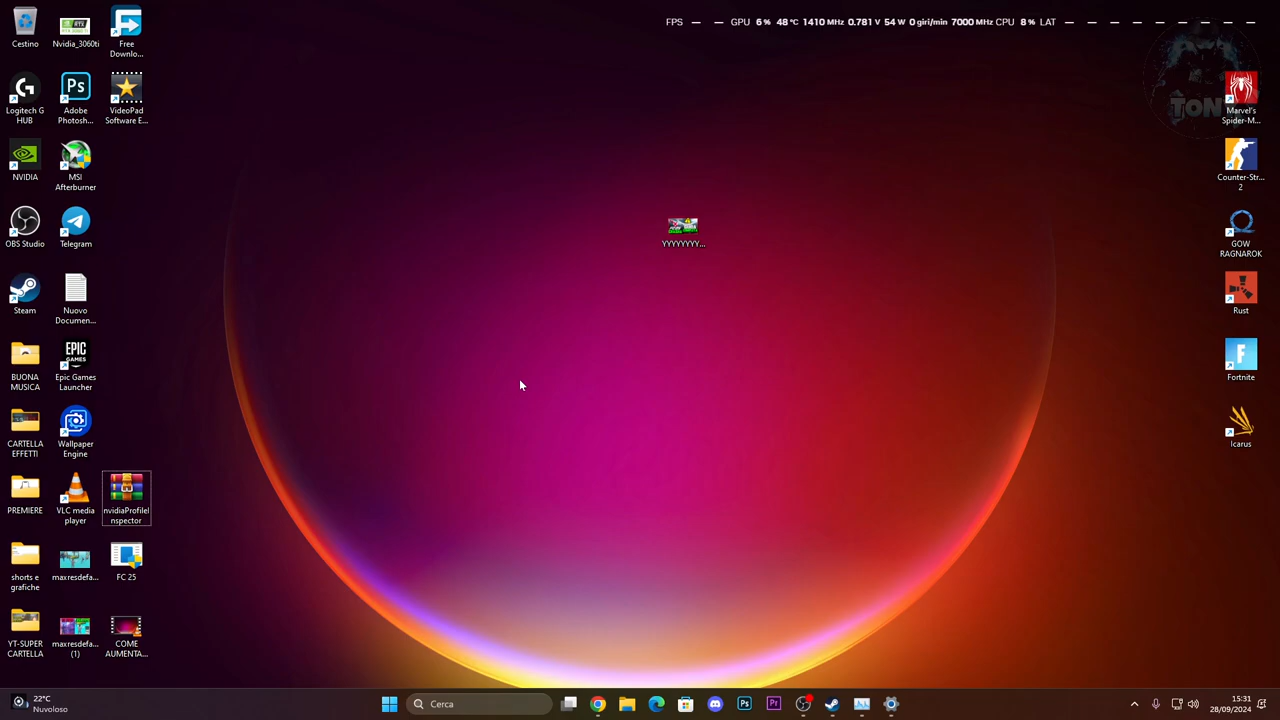 FPS — — GPU 6 % 48 °C 1410 MHz 0.781 V 54 W 0 giri/min 7000 MHz CPU 8 % LAT — — — — — — — —
Cestino
Nvidia_3060ti
Free
Downlo...
Logitech G
HUB
Adobe
Photosh...
VideoPad
Software E...
NVIDIA
MSI
Afterburner
OBS Studio
Telegram
Steam
Nuovo
Documen...
BUONA
MUSICA
EPIC
GAMES
Epic Games
Launcher
CARTELLA
EFFETTI
Wallpaper
Engine
PREMIERE
VLC media
player
nvidiaProfileI
nspector
shorts e
grafiche
maxresdefa...
FC 25
YT-SUPER
CARTELLA
maxresdefa...
(1)
COME
AUMENTA...
YYYYYYYY...
Marvel's
Spider-M...
Counter-Str...
2
GOW
RAGNAROK
Rust
Fortnite
Icarus
22°C
Nuvoloso
Cerca
15:31
28/09/2024